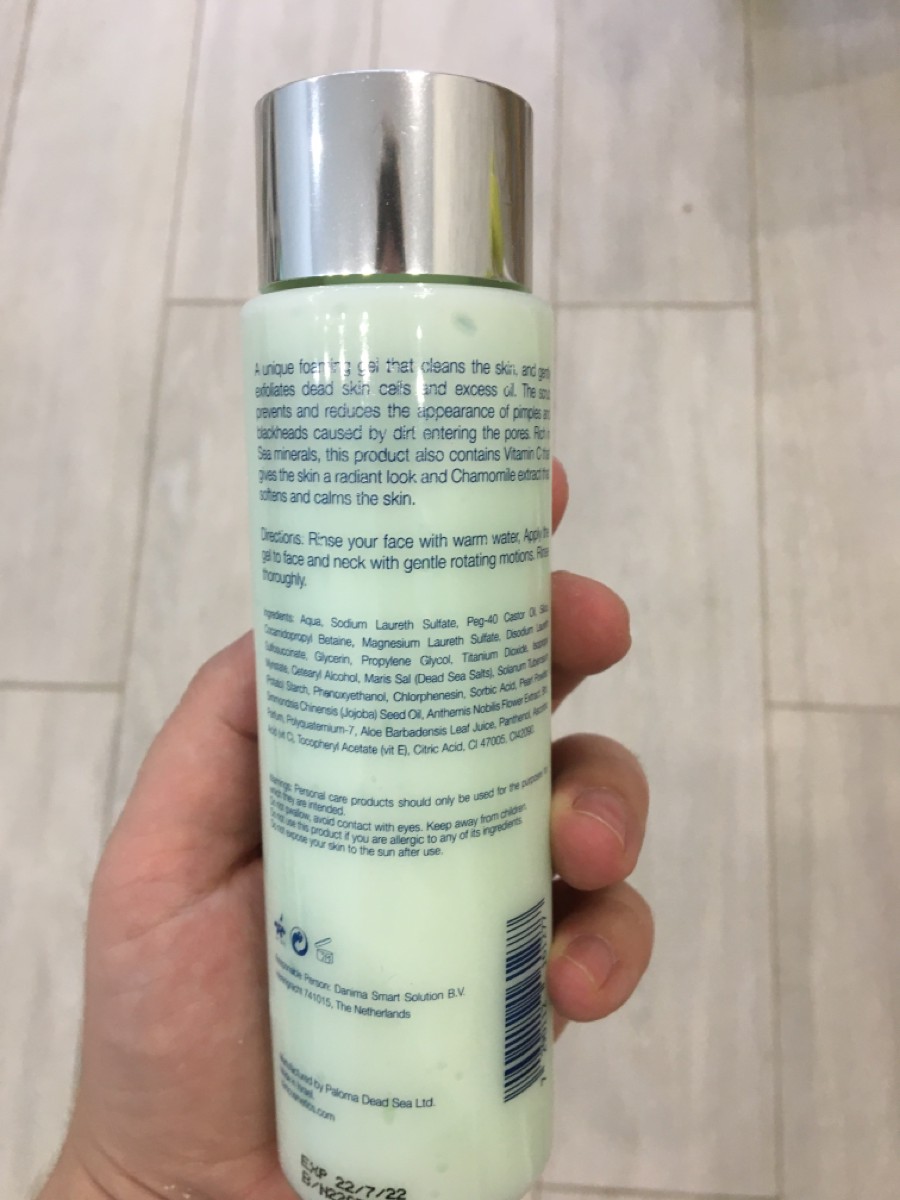 A unique foaming gel that cleans the skin, and
exfoliates dead skin cells and excess oil. The
prevents and reduces the appearance of pimples
blackheads caused by dirt entering the pores. Rich
Sea minerals, this product also contains Vitamin C
gives the skin a radiant look and Chamomile extract
softens and calms the skin.
Directions: Rinse your face with warm water, Apply the
gel to face and neck with gentle rotating motions. Rinse
thoroughly.
Ingredients: Aqua, Sodium Laureth Sulfate, Peg-40 Castor Oil,
Cocamidopropyl Betaine, Magnesium Laureth Sulfate, Disodium Laureth
Sulfosuccinate, Glycerin, Propylene Glycol, Titanium Dioxide,
Myristate, Cetearyl Alcohol, Maris Sal (Dead Sea Salts), Solanum Tuberosum
(Potato) Starch, Phenoxyethanol, Chlorphenesin, Sorbic Acid, Pearl Powder,
Simmondsia Chinensis (Jojoba) Seed Oil, Anthemis Nobilis Flower Extract,
Parfum, Polyquaternium-7, Aloe Barbadensis Leaf Juice, Panthenol, Ascorbic
Acid (vit C), Tocopheryl Acetate (vit E), Citric Acid, CI 47005, CI42090.
Warnings: Personal care products should only be used for the purpose for
which they are intended.
Do not swallow, avoid contact with eyes. Keep away from children.
Do not use this product if you are allergic to any of its ingredients.
Do not expose your skin to the sun after use.
Responsible Person: Danima Smart Solution B.V.
741015, The Netherlands
Manufactured by Paloma Dead Sea Ltd.
Made in Israel
EXP 22/7/22